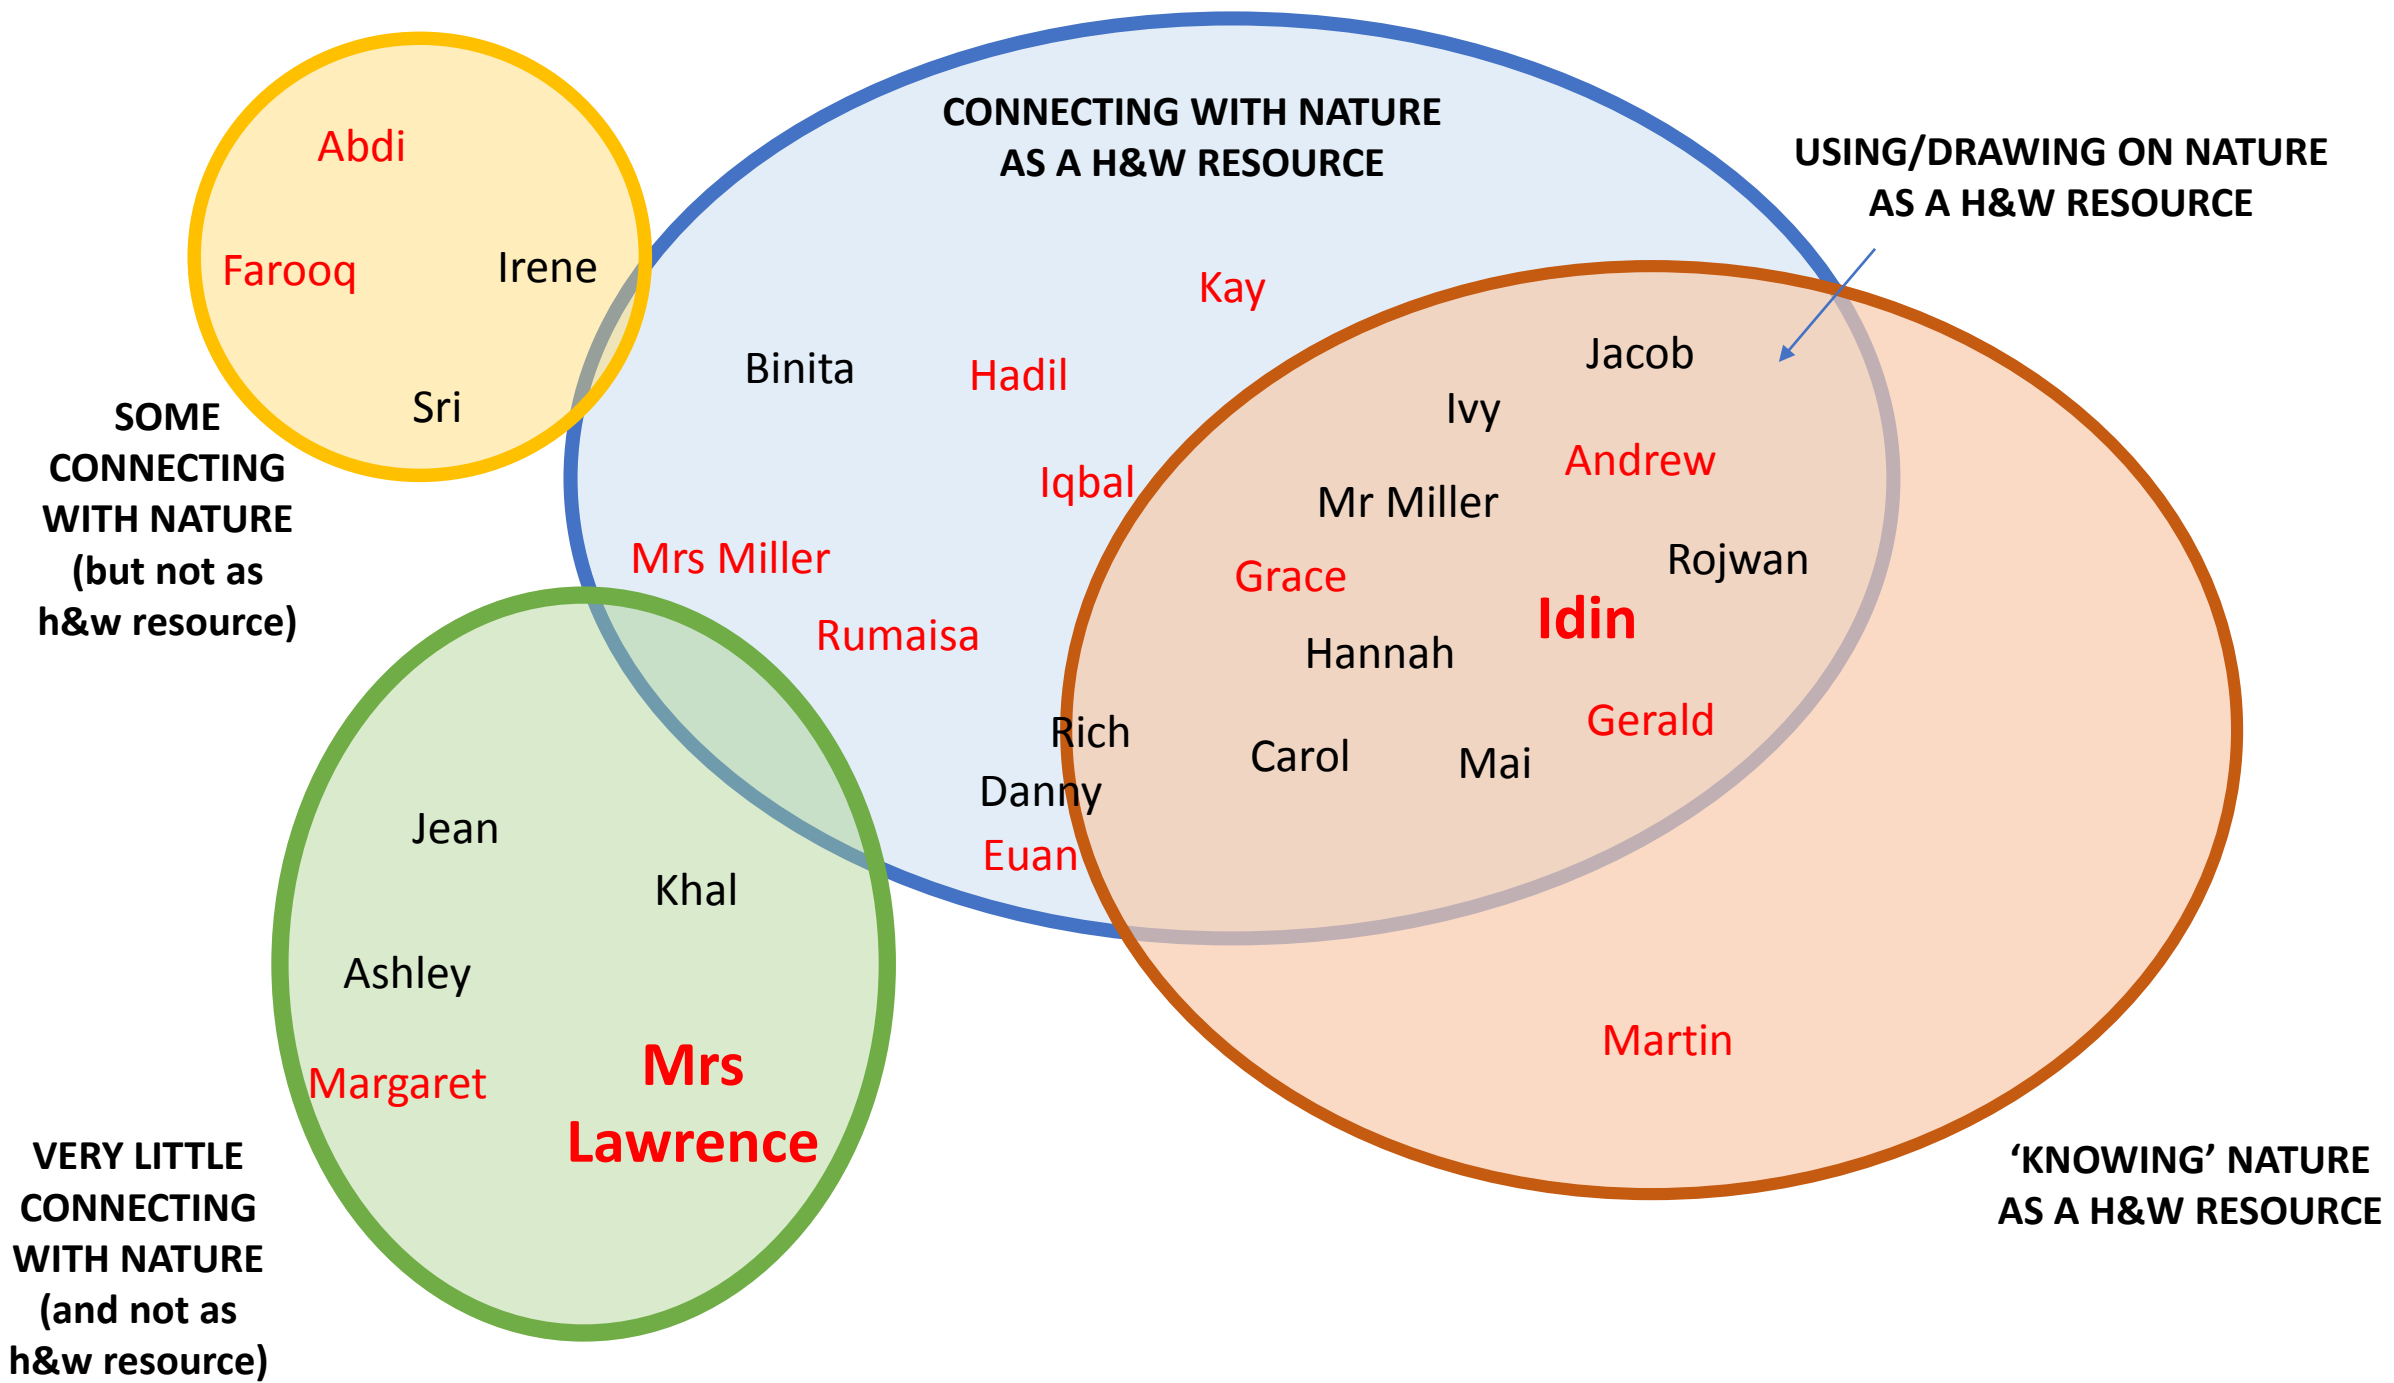 CONNECTING WITH NATURE
AS A H&W RESOURCE
USING/DRAWING ON NATURE
AS A H&W RESOURCE
Abdi
Farooq
Irene
Sri
SOME
CONNECTING
WITH NATURE
(but not as
h&w resource)
Kay
Binita
Hadil
Iqbal
Mrs Miller
Rumaisa
Rich
Danny
Euan
Jacob
Ivy
Andrew
Mr Miller
Rojwan
Grace
Idin
Hannah
Gerald
Carol
Mai
Jean
Khal
Ashley
Margaret
Mrs
Lawrence
VERY LITTLE
CONNECTING
WITH NATURE
(and not as
h&w resource)
Martin
‘KNOWING’ NATURE
AS A H&W RESOURCE